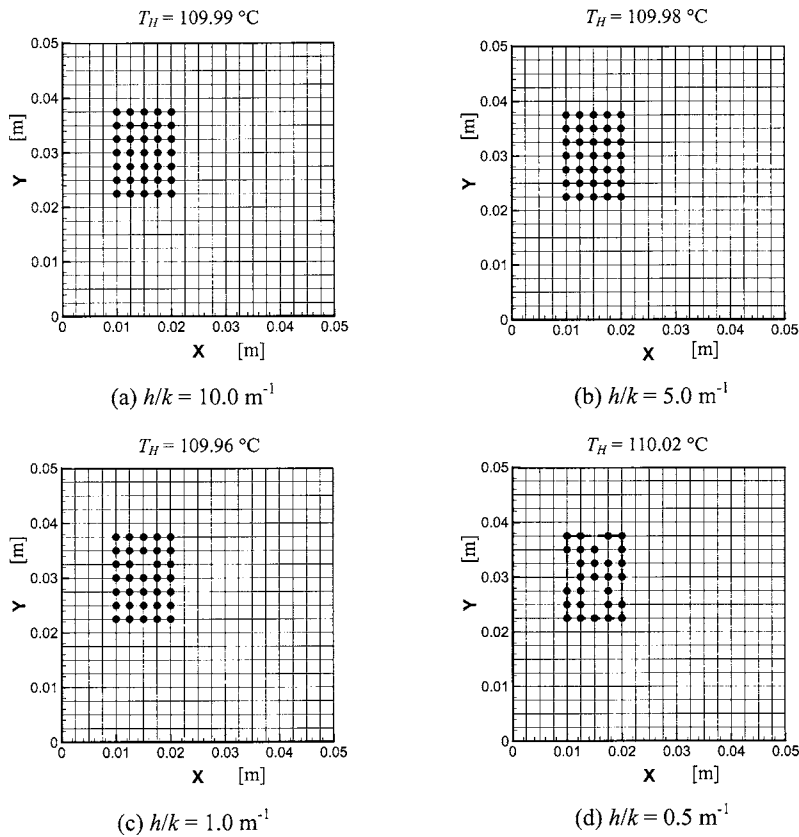 T_H = 109.99 °C
0.05
0.04
0.03
0.02
0.01
0
Y [m]
0 0.01 0.02 0.03 0.04 0.05
X [m]
(a) h/k = 10.0 m⁻¹
T_H = 109.98 °C
0.05
0.04
0.03
0.02
0.01
0
Y [m]
0 0.01 0.02 0.03 0.04 0.05
X [m]
(b) h/k = 5.0 m⁻¹
T_H = 109.96 °C
0.05
0.04
0.03
0.02
0.01
0
Y [m]
0 0.01 0.02 0.03 0.04 0.05
X [m]
(c) h/k = 1.0 m⁻¹
T_H = 110.02 °C
0.05
0.04
0.03
0.02
0.01
0
Y [m]
0 0.01 0.02 0.03 0.04 0.05
X [m]
(d) h/k = 0.5 m⁻¹